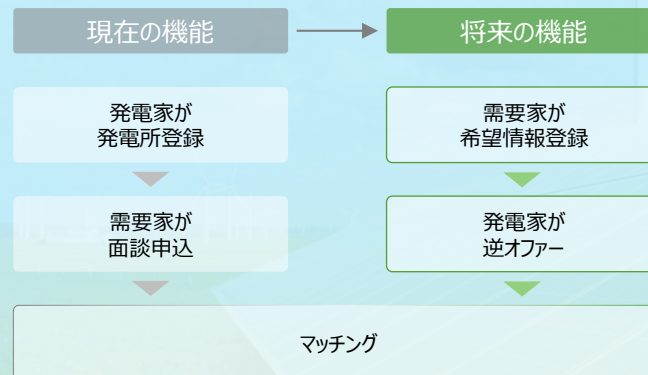 現在の機能
将来の機能
発電家が
発電所登録
需要家が
希望情報登録
需要家が
面談申込
発電家が
逆オファー
マッチング